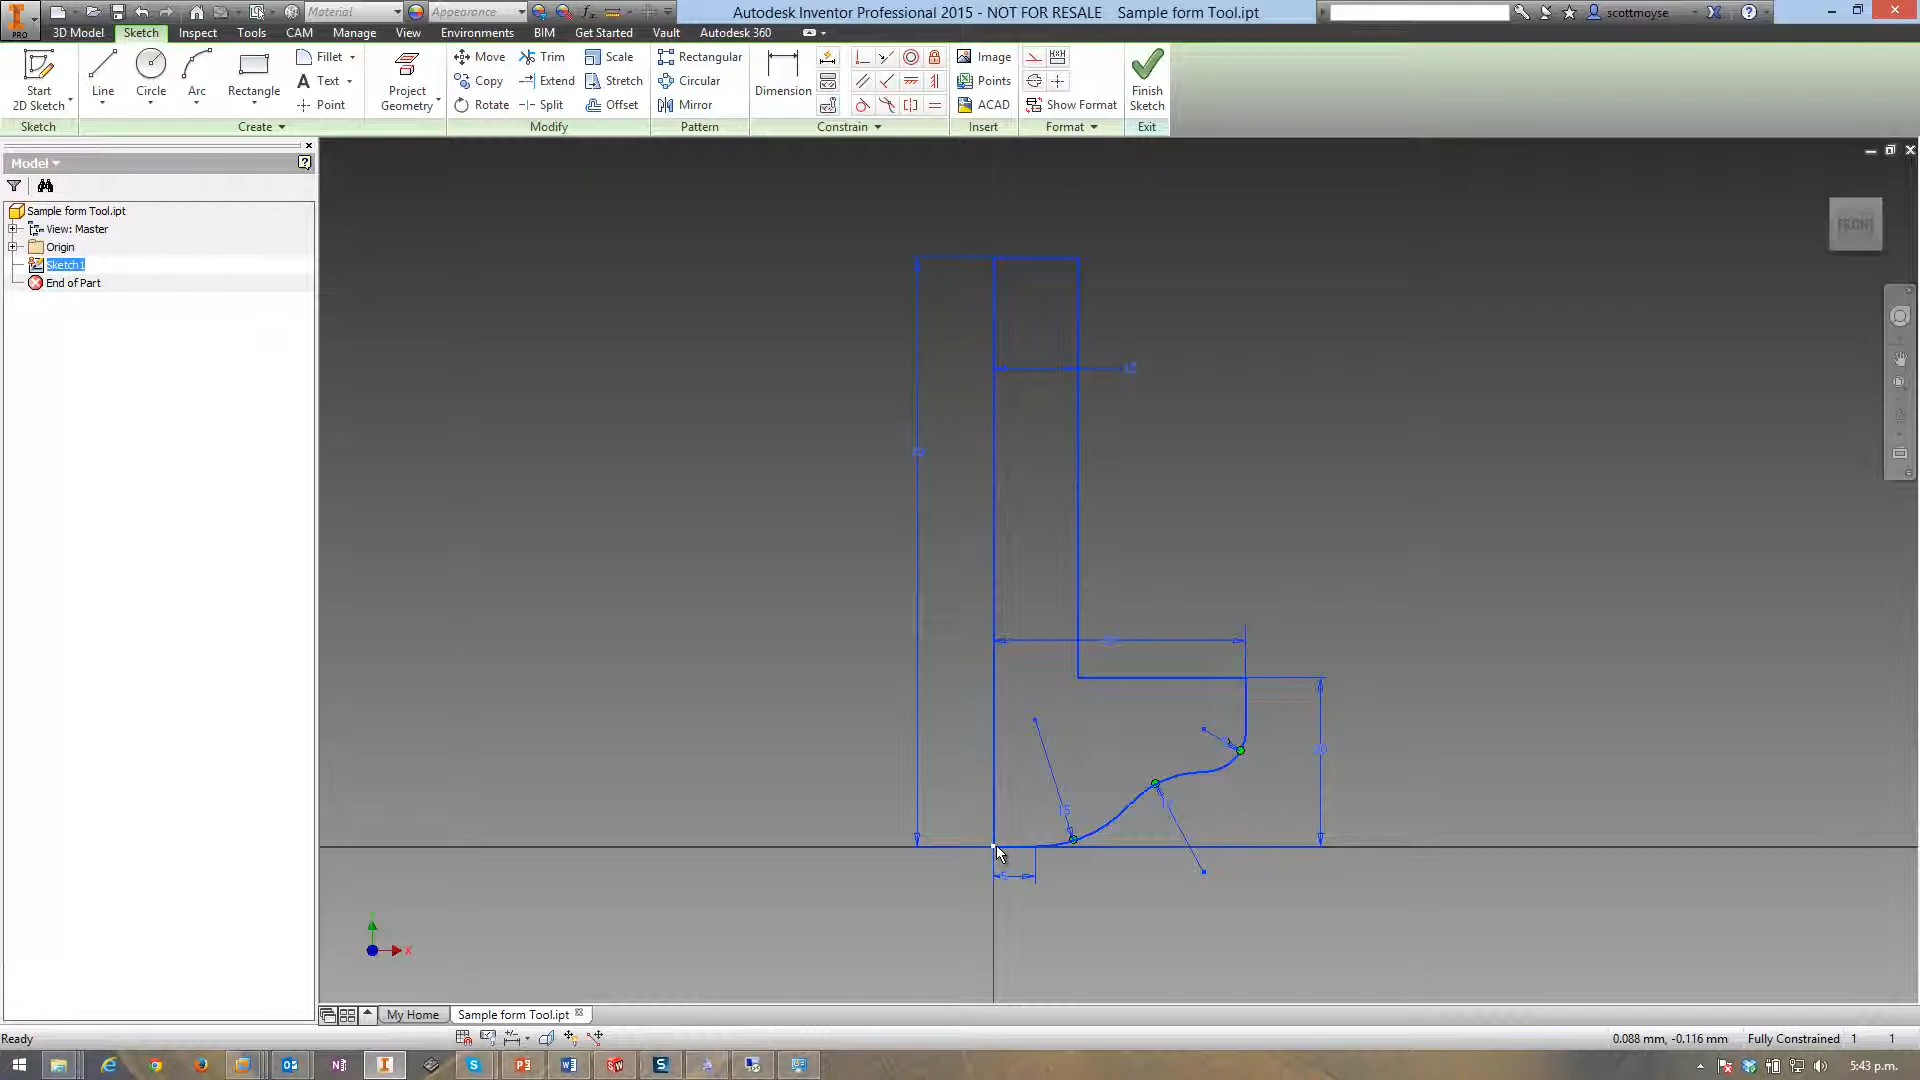 Material
Appearance
Autodesk Inventor Professional 2015 - NOT FOR RESALE Sample form Tool.ipt
scottmoyse
PRO
3D Model Sketch Inspect Tools CAM Manage View Environments BIM Get Started Vault Autodesk 360
Start
2D Sketch
Line
Circle
Arc
Rectangle
Fillet
Text
Point
Project
Geometry
Move
Copy
Rotate
Trim
Extend
Split
Scale
Stretch
Offset
Rectangular
Circular
Mirror
Dimension
Image
Points
ACAD
Show Format
Finish
Sketch
Sketch
Create
Modify
Pattern
Constrain
Insert
Format
Exit
Model
Sample form Tool.ipt
View: Master
Origin
Sketch1
End of Part
FRONT
20
15
5
X
My Home
Sample form Tool.ipt
Ready
0.088 mm, -0.116 mm
Fully Constrained
1
1
5:43 p.m.